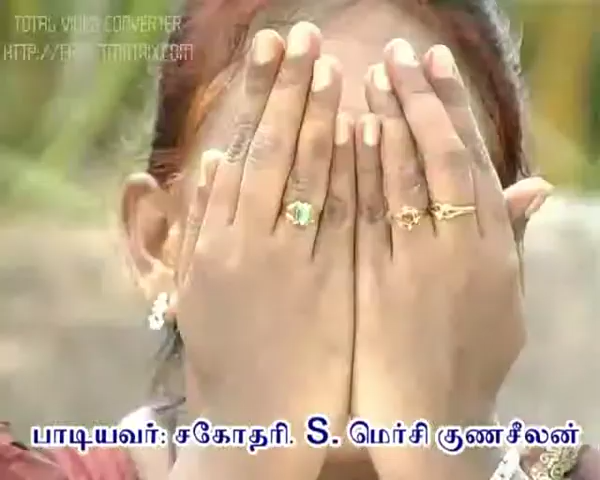 TOTAL VIDEO CONVERTER
பாடியவர்: சகோதரி. S. மெர்சி குணசீலன்